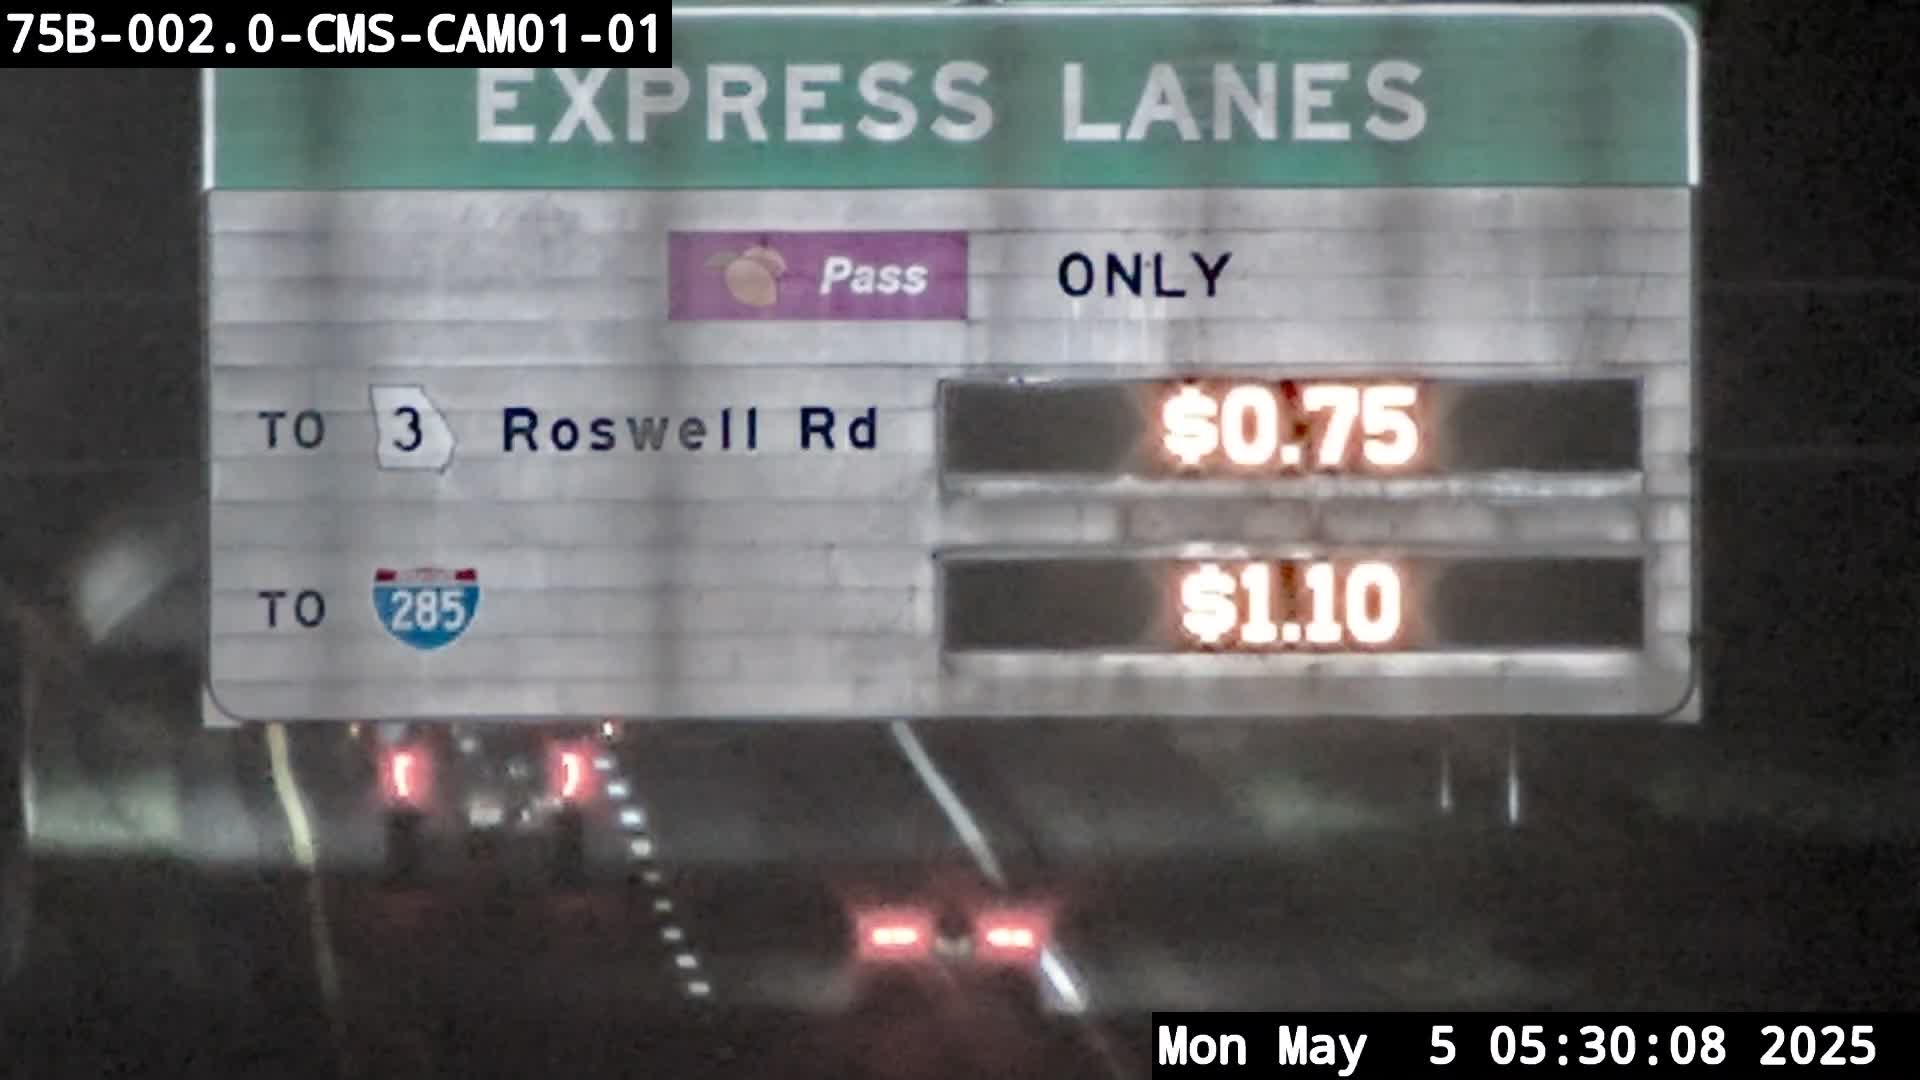 75B-002.0-CMS-CAM01-01
EXPRESS LANES
Pass ONLY
TO 3 Roswell Rd $0.75
TO 285 $1.10
Mon May 5 05:30:08 2025